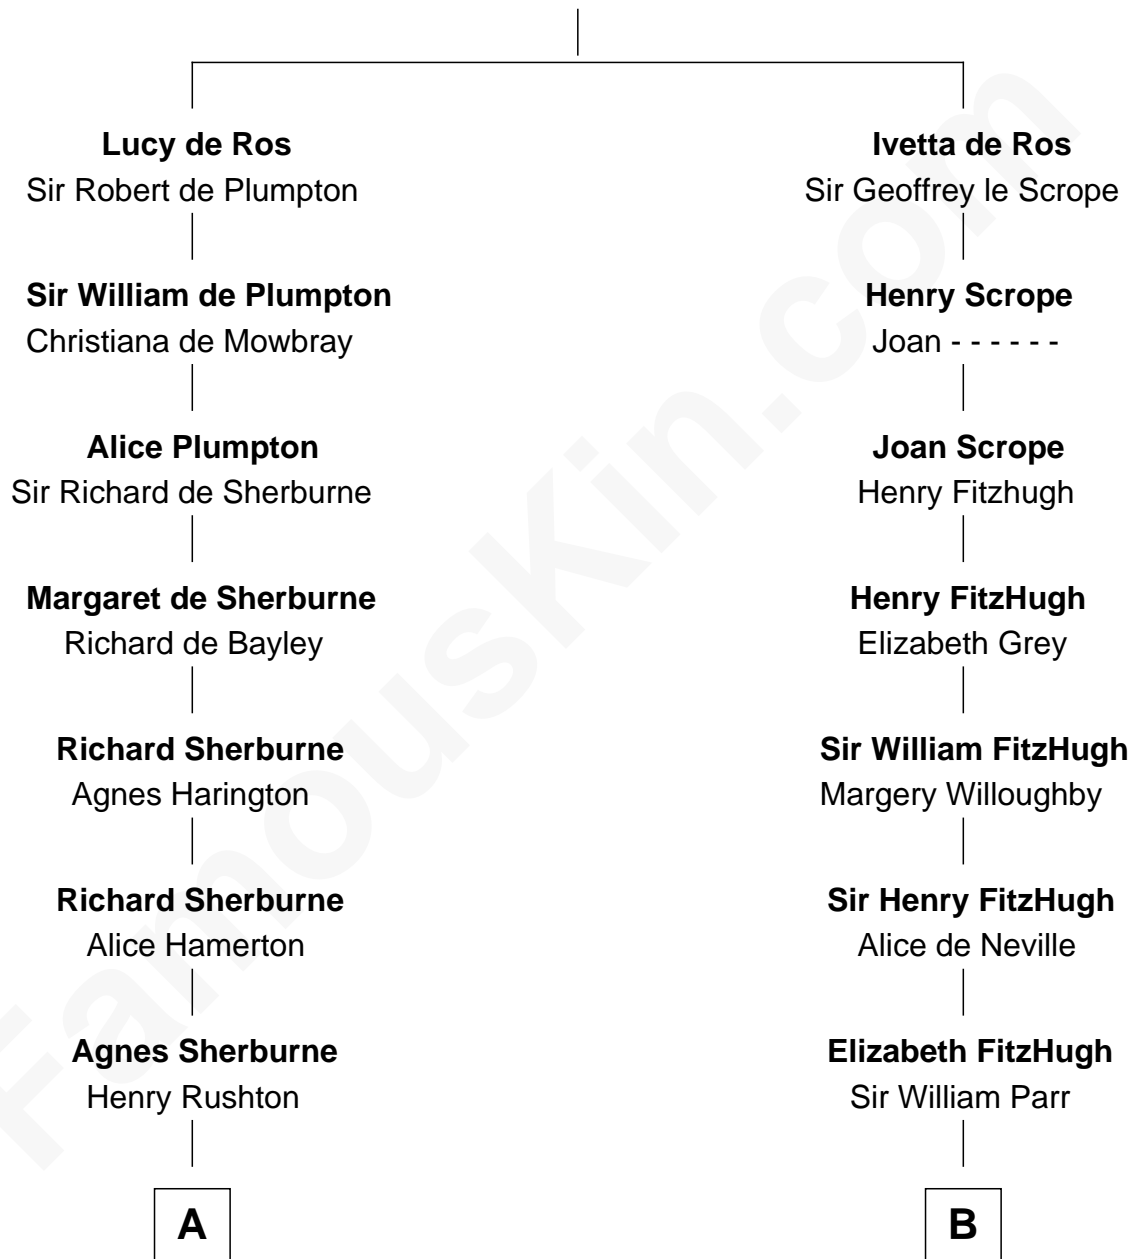 Lucy de Ros
Sir Robert de Plumpton
Sir William de Plumpton
Christiana de Mowbray
Alice Plumpton
Sir Richard de Sherburne
Margaret de Sherburne
Richard de Bayley
Richard Sherburne
Agnes Harington
Richard Sherburne
Alice Hamerton
Agnes Sherburne
Henry Rushton
A
Ivetta de Ros
Sir Geoffrey le Scrope
Henry Scrope
Joan - - - - - -
Joan Scrope
Henry Fitzhugh
Henry FitzHugh
Elizabeth Grey
Sir William FitzHugh
Margery Willoughby
Sir Henry FitzHugh
Alice de Neville
Elizabeth FitzHugh
Sir William Parr
B
FamousKin.com